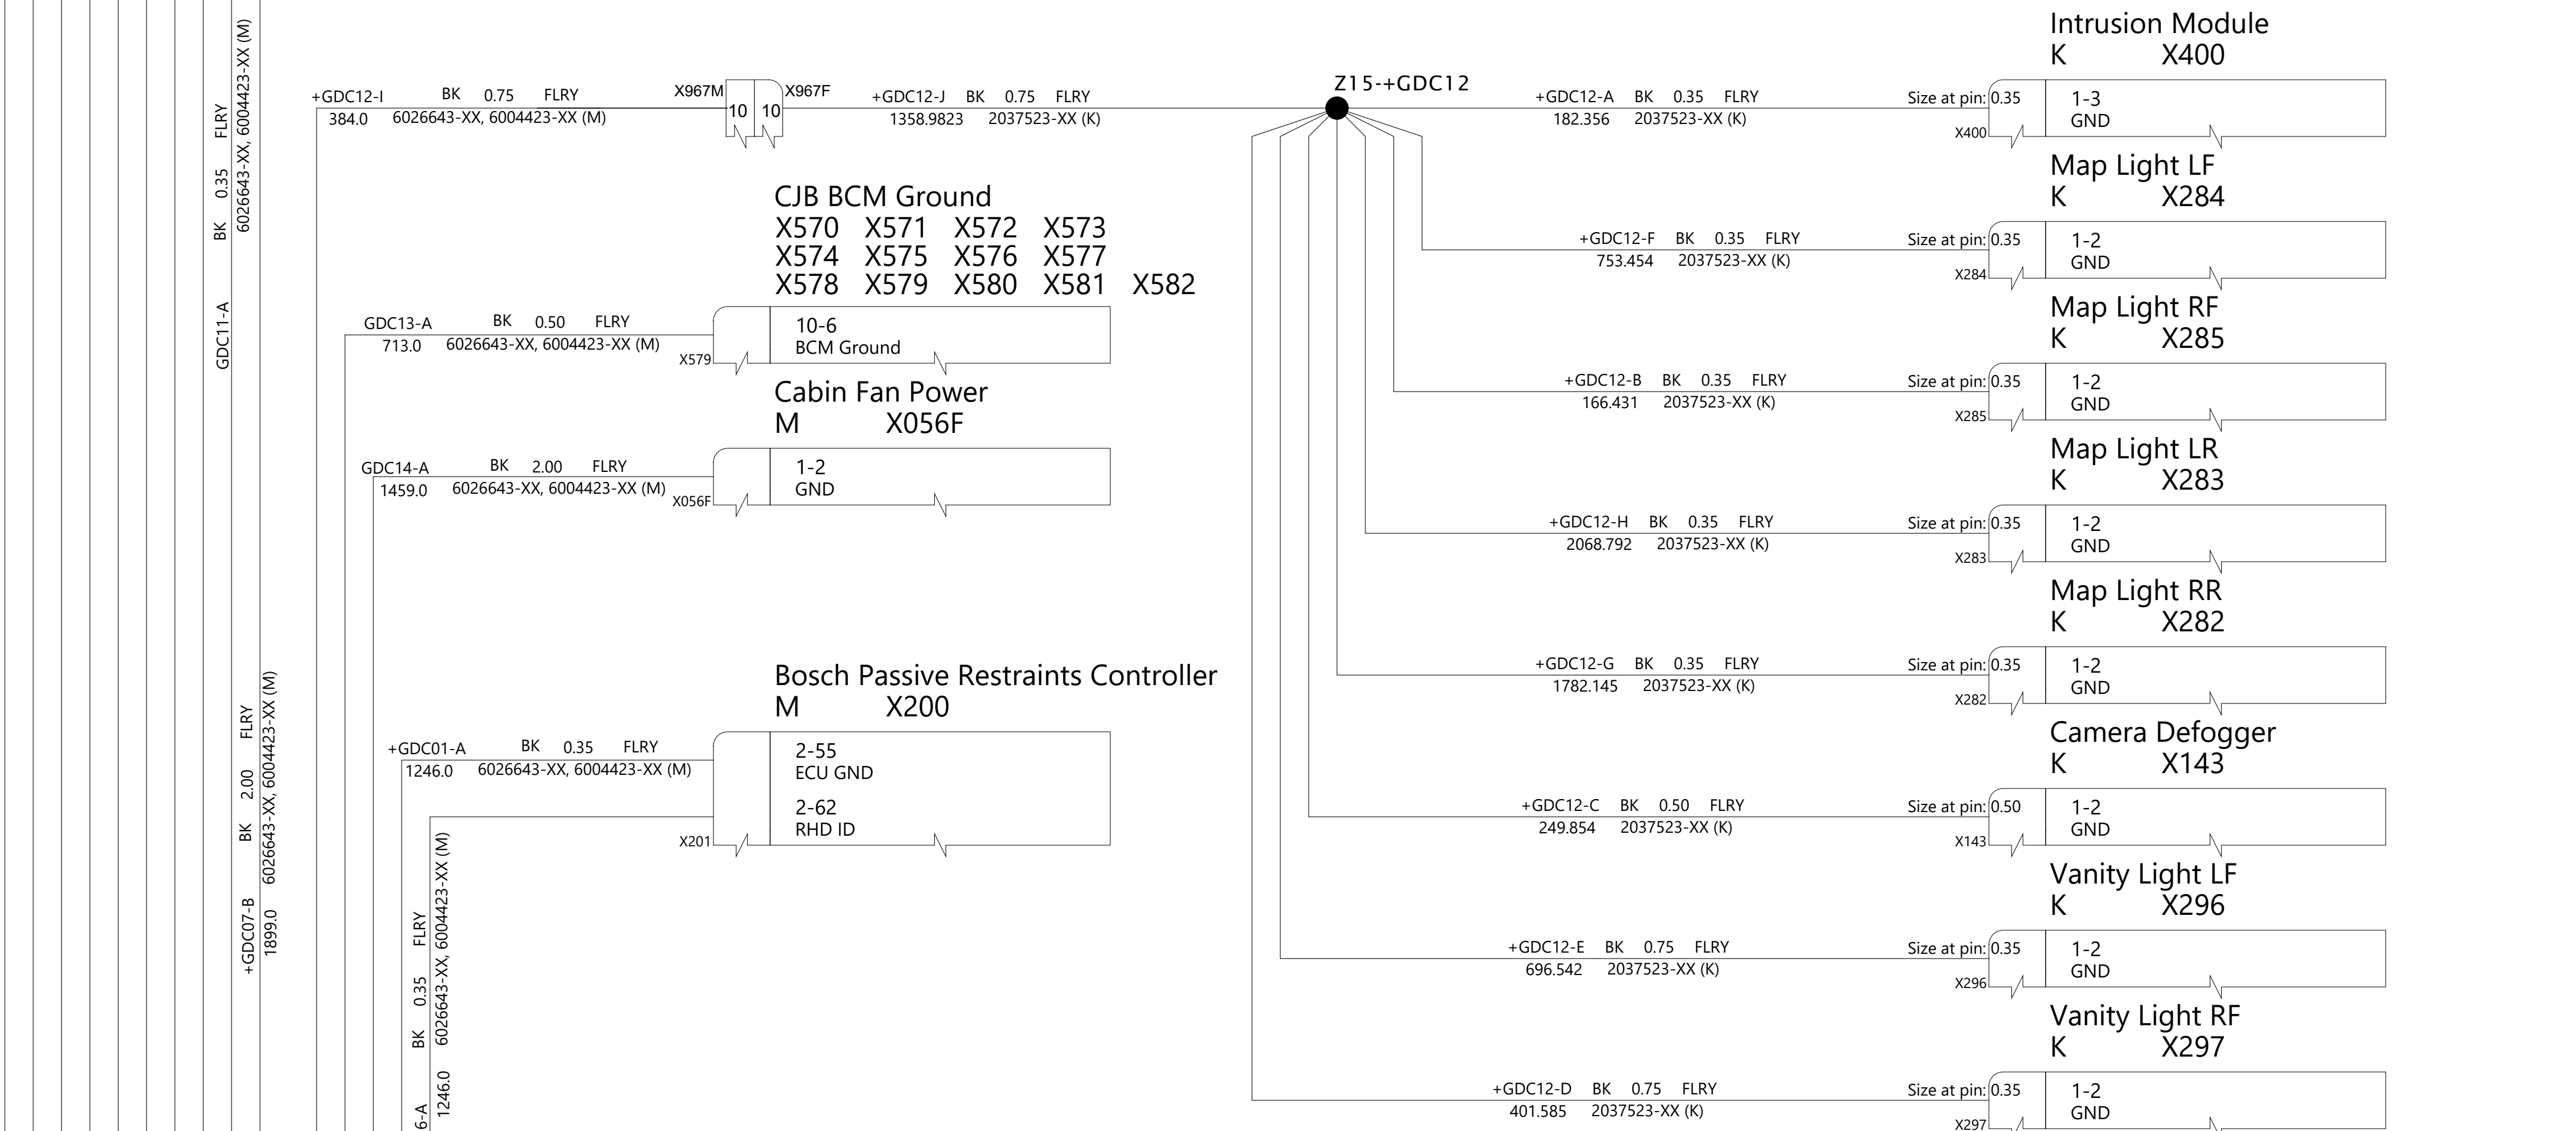 BK 0.35 FLRY
6026643-XX, 6004423-XX (M)
GDC11-A
+GDC07-B BK 2.00 FLRY
1899.0 6026643-XX, 6004423-XX (M)
+GDC12-I BK 0.75 FLRY
384.0 6026643-XX, 6004423-XX (M)
X967M 10 10 X967F
+GDC12-J BK 0.75 FLRY
1358.9823 2037523-XX (K)
CJB BCM Ground
X570 X571 X572 X573
X574 X575 X576 X577
X578 X579 X580 X581 X582
GDC13-A BK 0.50 FLRY
713.0 6026643-XX, 6004423-XX (M)
X579
10-6
BCM Ground
Cabin Fan Power
M X056F
GDC14-A BK 2.00 FLRY
1459.0 6026643-XX, 6004423-XX (M)
X056F
1-2
GND
Bosch Passive Restraints Controller
M X200
+GDC01-A BK 0.35 FLRY
1246.0 6026643-XX, 6004423-XX (M)
2-55
ECU GND
2-62
RHD ID
X201
6-A BK 0.35 FLRY
1246.0 6026643-XX, 6004423-XX (M)
Z15-+GDC12
Intrusion Module
K X400
+GDC12-A BK 0.35 FLRY
182.356 2037523-XX (K)
Size at pin: 0.35
X400
1-3
GND
Map Light LF
K X284
+GDC12-F BK 0.35 FLRY
753.454 2037523-XX (K)
Size at pin: 0.35
X284
1-2
GND
Map Light RF
K X285
+GDC12-B BK 0.35 FLRY
166.431 2037523-XX (K)
Size at pin: 0.35
X285
1-2
GND
Map Light LR
K X283
+GDC12-H BK 0.35 FLRY
2068.792 2037523-XX (K)
Size at pin: 0.35
X283
1-2
GND
Map Light RR
K X282
+GDC12-G BK 0.35 FLRY
1782.145 2037523-XX (K)
Size at pin: 0.35
X282
1-2
GND
Camera Defogger
K X143
+GDC12-C BK 0.50 FLRY
249.854 2037523-XX (K)
Size at pin: 0.50
X143
1-2
GND
Vanity Light LF
K X296
+GDC12-E BK 0.75 FLRY
696.542 2037523-XX (K)
Size at pin: 0.35
X296
1-2
GND
Vanity Light RF
K X297
+GDC12-D BK 0.75 FLRY
401.585 2037523-XX (K)
Size at pin: 0.35
X297
1-2
GND